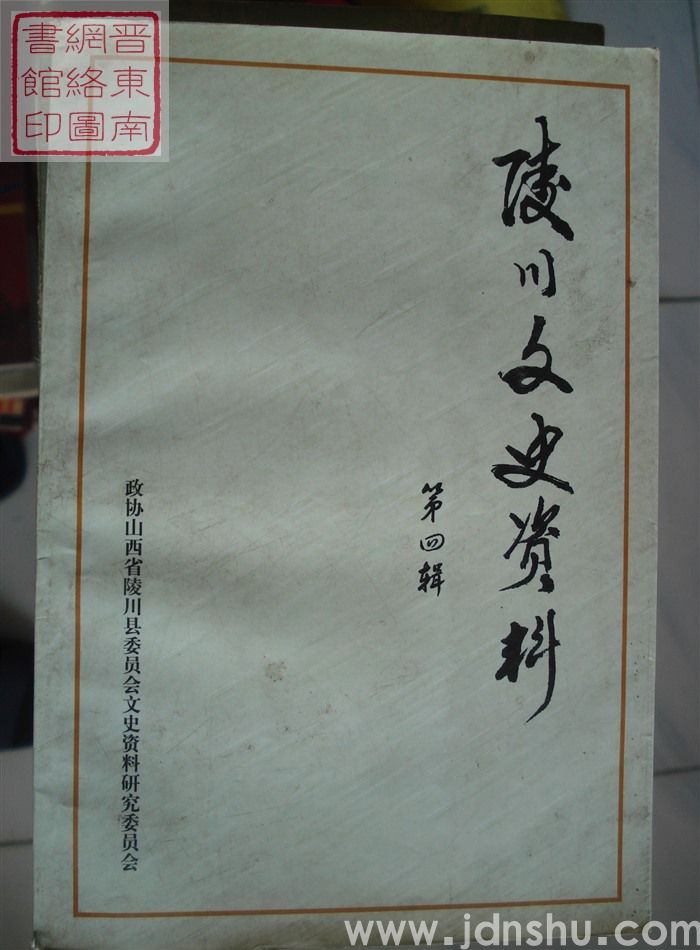 晋東南
網絡圖
書館印
陵川文史资料
第四辑
政协山西省陵川县委员会文史资料研究委员会
www.jdnshu.com